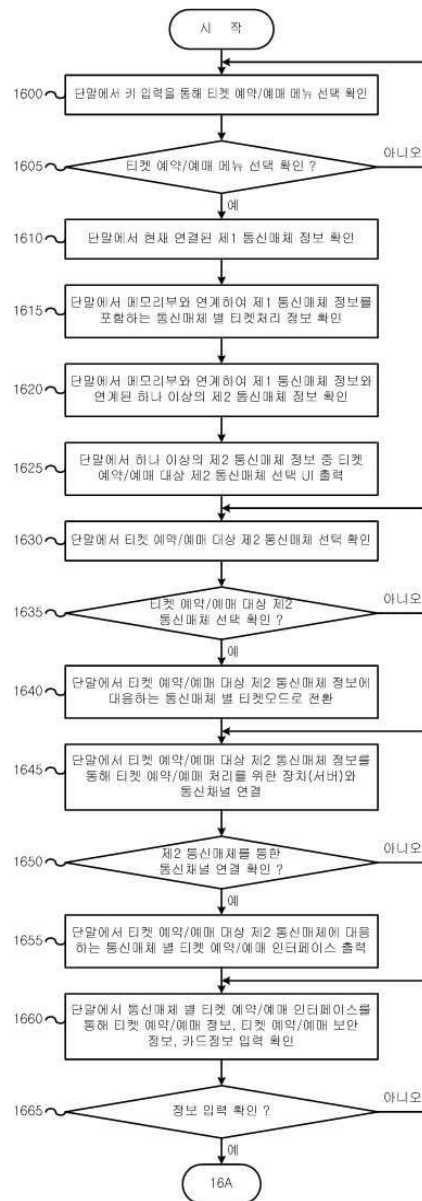 시 작
1600
단말에서 키 입력을 통해 티켓 예약/예매 메뉴 선택 확인
1605
티켓 예약/예매 메뉴 선택 확인 ?
아니오
예
1610
단말에서 현재 연결된 제1 통신매체 정보 확인
1615
단말에서 메모리부와 연계하여 제1 통신매체 정보를
포함하는 통신매체 별 티켓처리 정보 확인
1620
단말에서 메모리부와 연계하여 제1 통신매체 정보와
연계된 하나 이상의 제2 통신매체 정보 확인
1625
단말에서 하나 이상의 제2 통신매체 정보 중 티켓
예약/예매 대상 제2 통신매체 선택 UI 출력
1630
단말에서 티켓 예약/예매 대상 제2 통신매체 선택 확인
1635
티켓 예약/예매 대상 제2
통신매체 선택 확인 ?
아니오
예
1640
단말에서 티켓 예약/예매 대상 제2 통신매체 정보에
대응하는 통신매체 별 티켓모드로 전환
1645
단말에서 티켓 예약/예매 대상 제2 통신매체 정보를
통해 티켓 예약/예매 처리를 위한 장치(서버)와
통신채널 연결
1650
제2 통신매체를 통한
통신채널 연결 확인 ?
아니오
예
1655
단말에서 티켓 예약/예매 대상 제2 통신매체에 대응
하는 통신매체 별 티켓 예약/예매 인터페이스 출력
1660
단말에서 통신매체 별 티켓 예약/예매 인터페이스를
통해 티켓 예약/예매 정보, 티켓 예약/예매 보안
정보, 카드정보 입력 확인
1665
정보 입력 확인 ?
아니오
예
16A